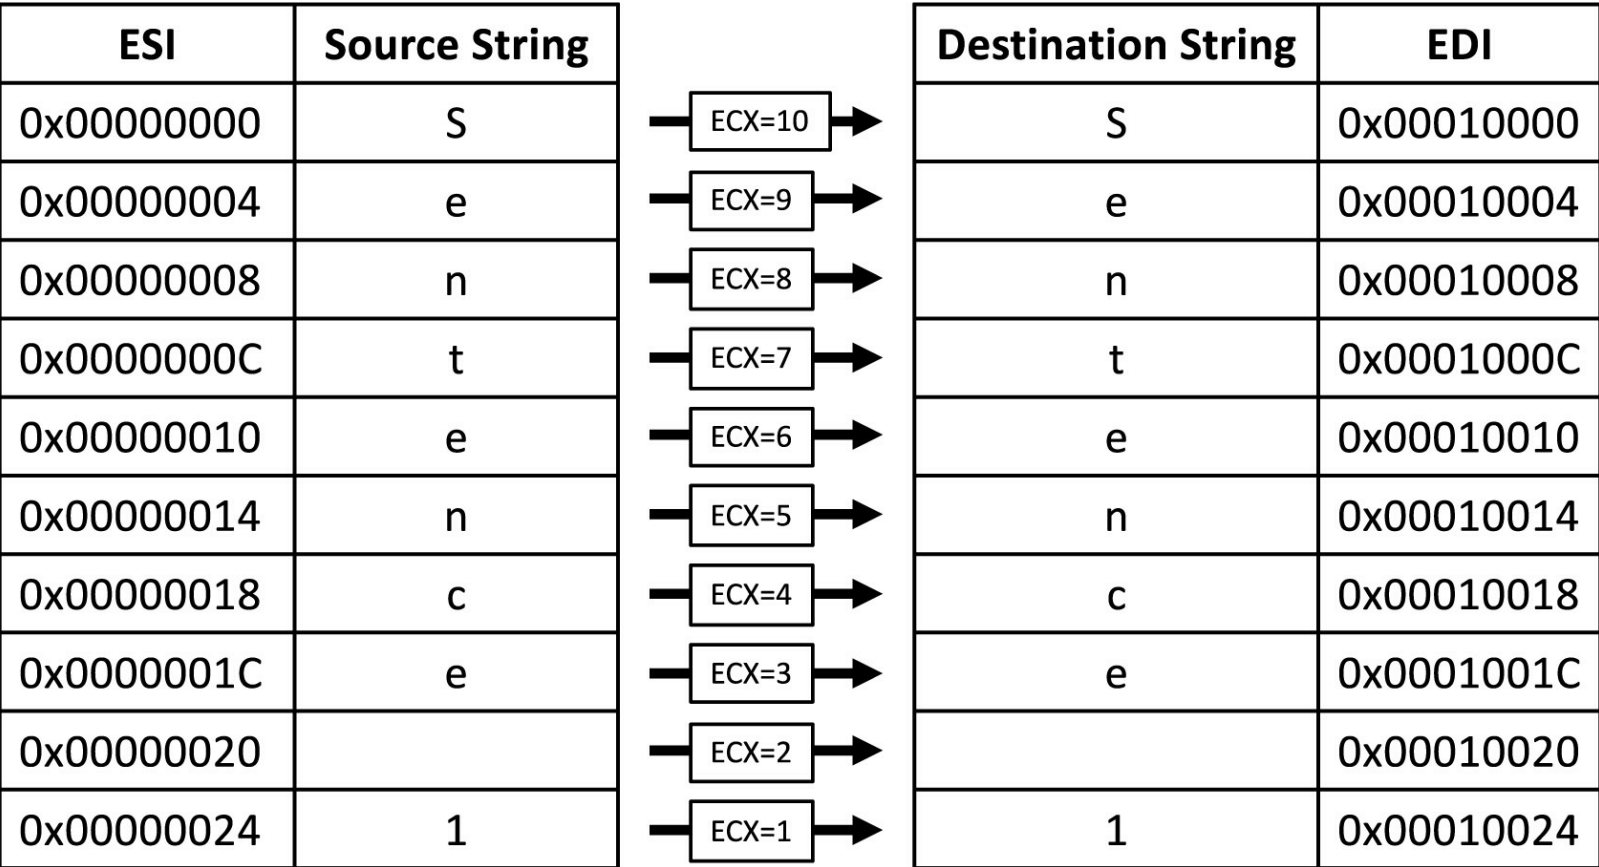 ESI Source String Destination String EDI
0x00000000 S ECX=10 S 0x00010000
0x00000004 e ECX=9 e 0x00010004
0x00000008 n ECX=8 n 0x00010008
0x0000000C t ECX=7 t 0x0001000C
0x00000010 e ECX=6 e 0x00010010
0x00000014 n ECX=5 n 0x00010014
0x00000018 c ECX=4 c 0x00010018
0x0000001C e ECX=3 e 0x0001001C
0x00000020 ECX=2 0x00010020
0x00000024 1 ECX=1 1 0x00010024